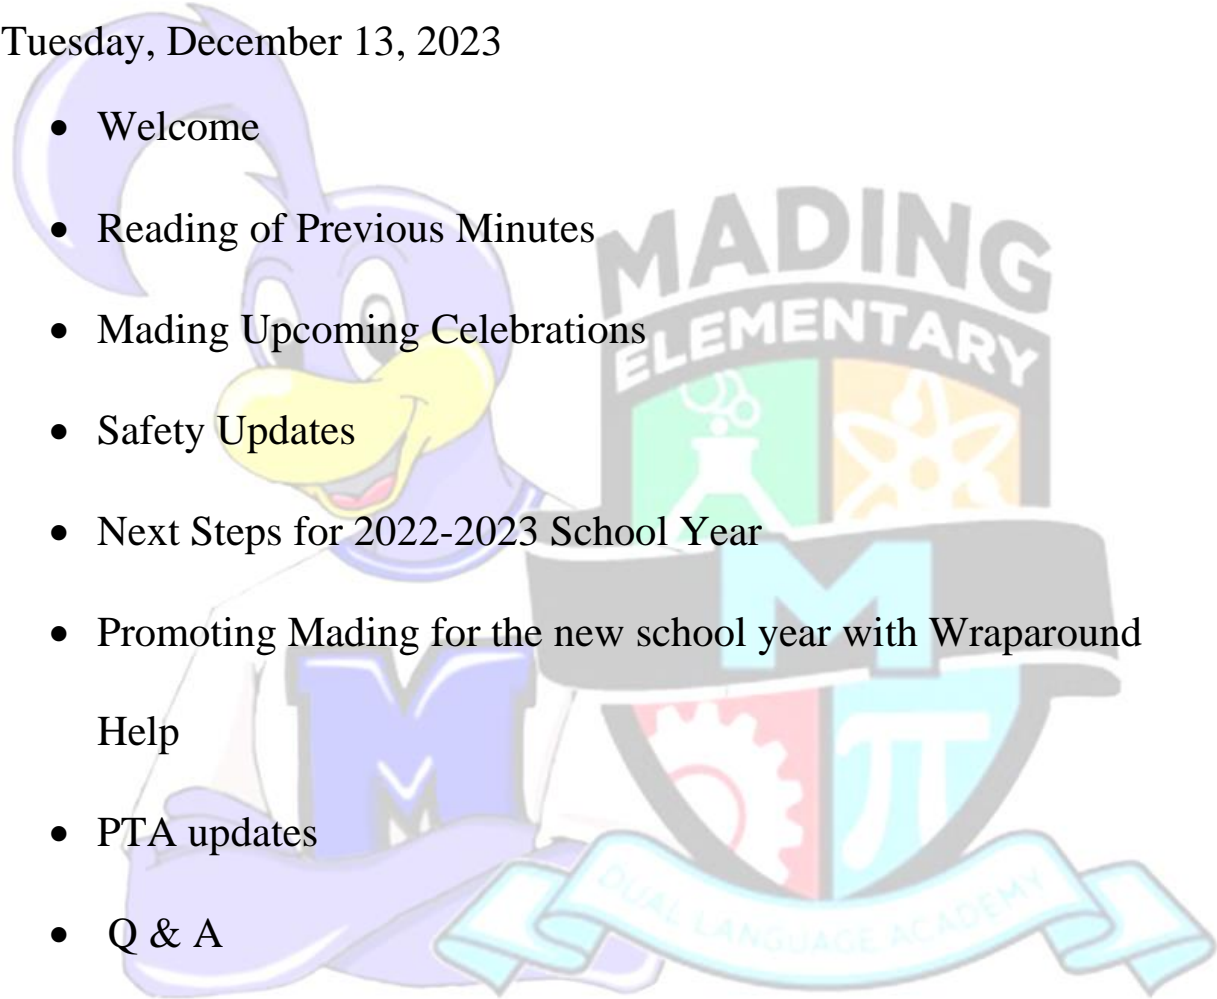 Tuesday, December 13, 2023
• Welcome
• Reading of Previous Minutes
• Mading Upcoming Celebrations
• Safety Updates
• Next Steps for 2022-2023 School Year
• Promoting Mading for the new school year with Wraparound
Help
• PTA updates
• Q & A
MADING
ELEMENTARY
M
π
M
DUAL LANGUAGE ACADEMY